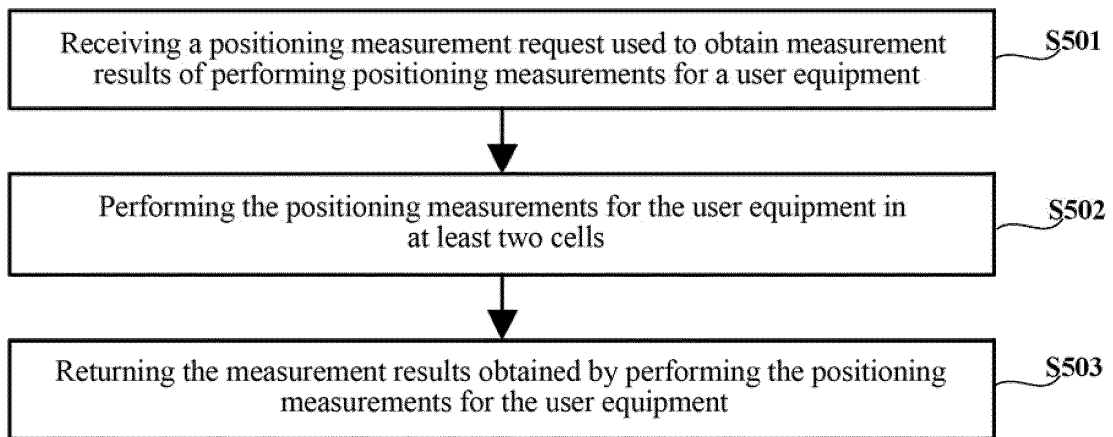 Receiving a positioning measurement request used to obtain measurement
results of performing positioning measurements for a user equipment
S501
Performing the positioning measurements for the user equipment in
at least two cells
S502
Returning the measurement results obtained by performing the positioning
measurements for the user equipment
S503